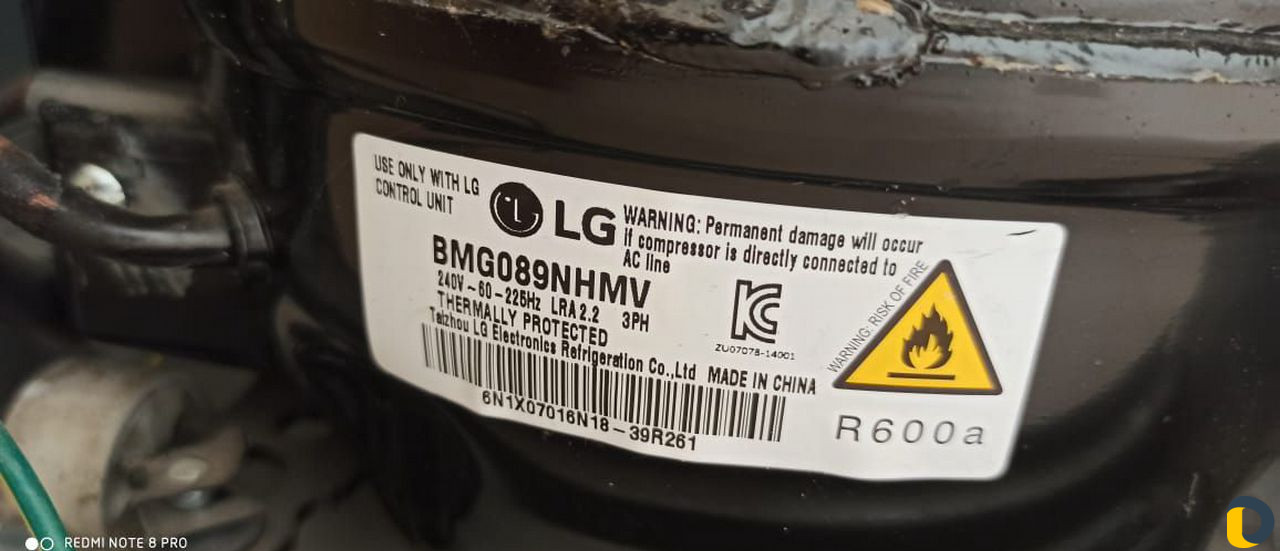 USE ONLY WITH LG
CONTROL UNIT
LG
WARNING: Permanent damage will occur
if compressor is directly connected to
AC line
BMG089NHMV
240V~60-225Hz LRA 2.2 3PH
THERMALLY PROTECTED
Taizhou LG Electronics Refrigeration Co.,Ltd MADE IN CHINA
6N1X07016N18-39R261
ZU07078-14001
WARNING: RISK OF FIRE
R600a
REDMI NOTE 8 PRO